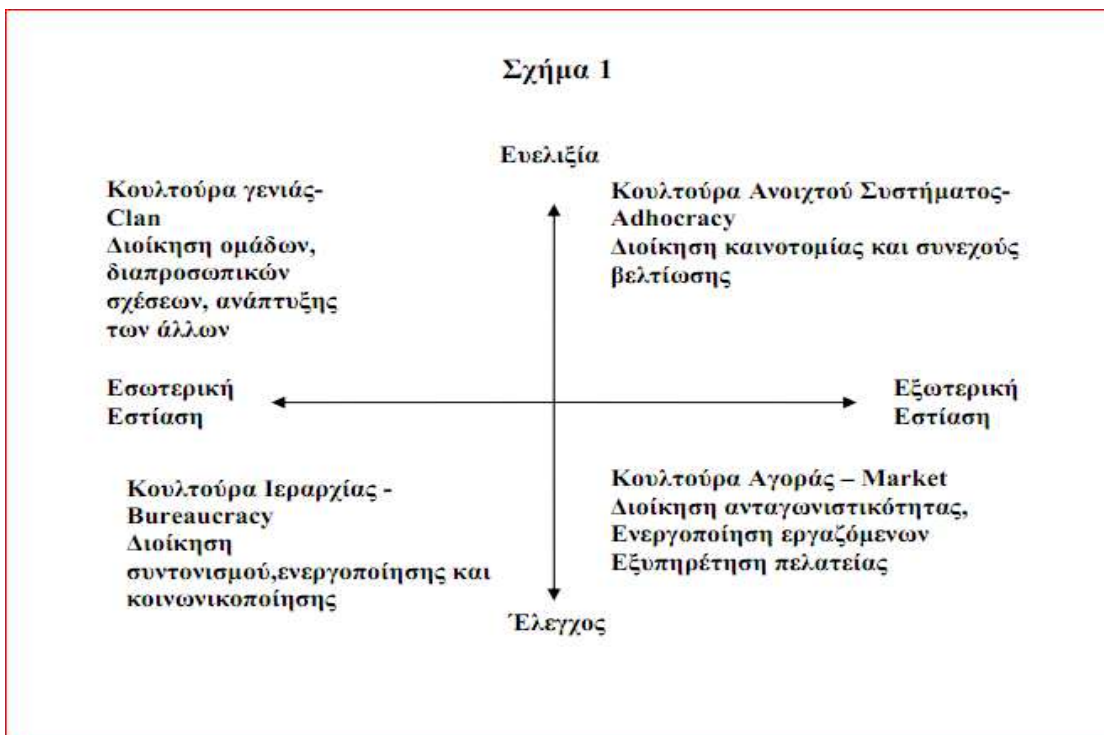 Σχήμα 1
Ευελιξία
Κουλτούρα γενιάς-
Clan
Διοίκηση ομάδων,
διαπροσωπικών
σχέσεων, ανάπτυξης
των άλλων
Κουλτούρα Ανοιχτού Συστήματος-
Adhocracy
Διοίκηση καινοτομίας και συνεχούς
βελτίωσης
Εσωτερική
Εστίαση
Εξωτερική
Εστίαση
Κουλτούρα Ιεραρχίας -
Bureaucracy
Διοίκηση
συντονισμού,ενεργοποίησης και
κοινωνικοποίησης
Κουλτούρα Αγοράς – Market
Διοίκηση ανταγωνιστικότητας,
Ενεργοποίηση εργαζόμενων
Εξυπηρέτηση πελατείας
Έλεγχος